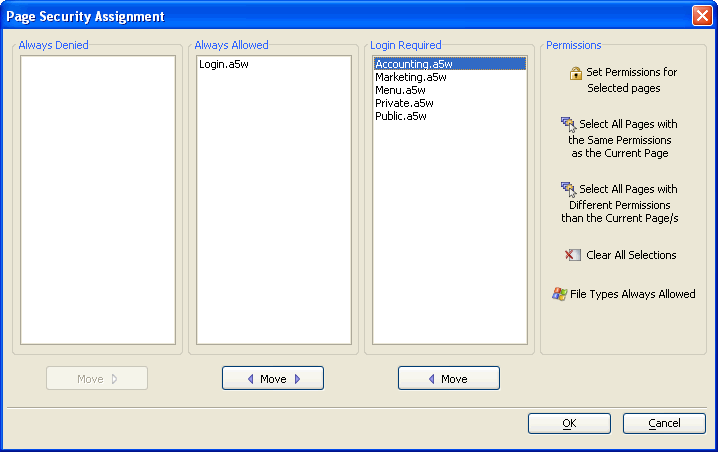 Page Security Assignment
Always Denied
Always Allowed
Login Required
Permissions
Login.a5w
Accounting.a5w
Marketing.a5w
Menu.a5w
Private.a5w
Public.a5w
Set Permissions for
Selected pages
Select All Pages with
the Same Permissions
as the Current Page
Select All Pages with
Different Permissions
than the Current Page/s
Clear All Selections
File Types Always Allowed
Move
Move
Move
OK
Cancel